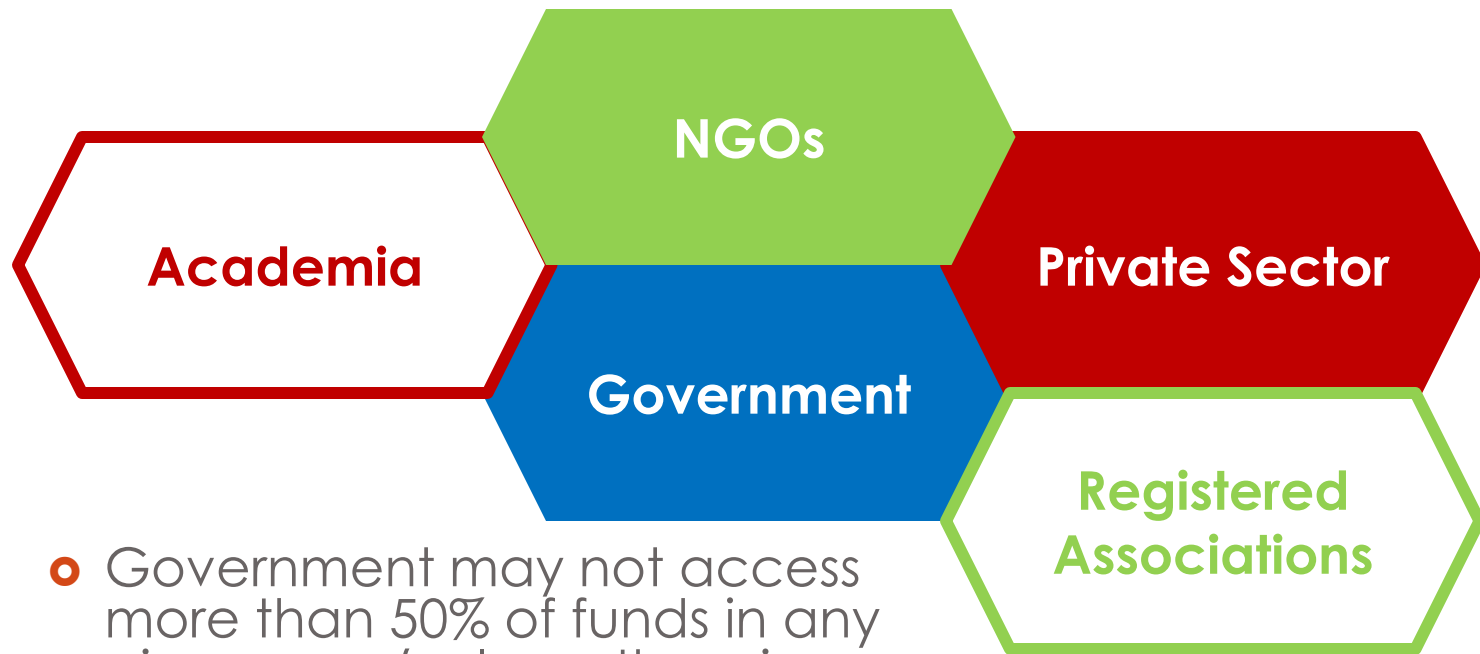 NGOs
Academia
Private Sector
Government
Registered
Associations
Government may not access
more than 50% of funds in any